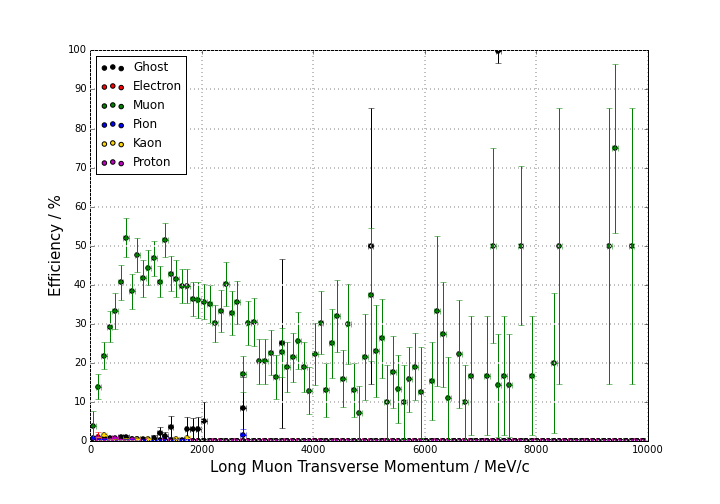 100
90
80
70
60
50
40
30
20
10
0
Efficiency / %
Ghost
Electron
Muon
Pion
Kaon
Proton
0 2000 4000 6000 8000 10000
Long Muon Transverse Momentum / MeV/c